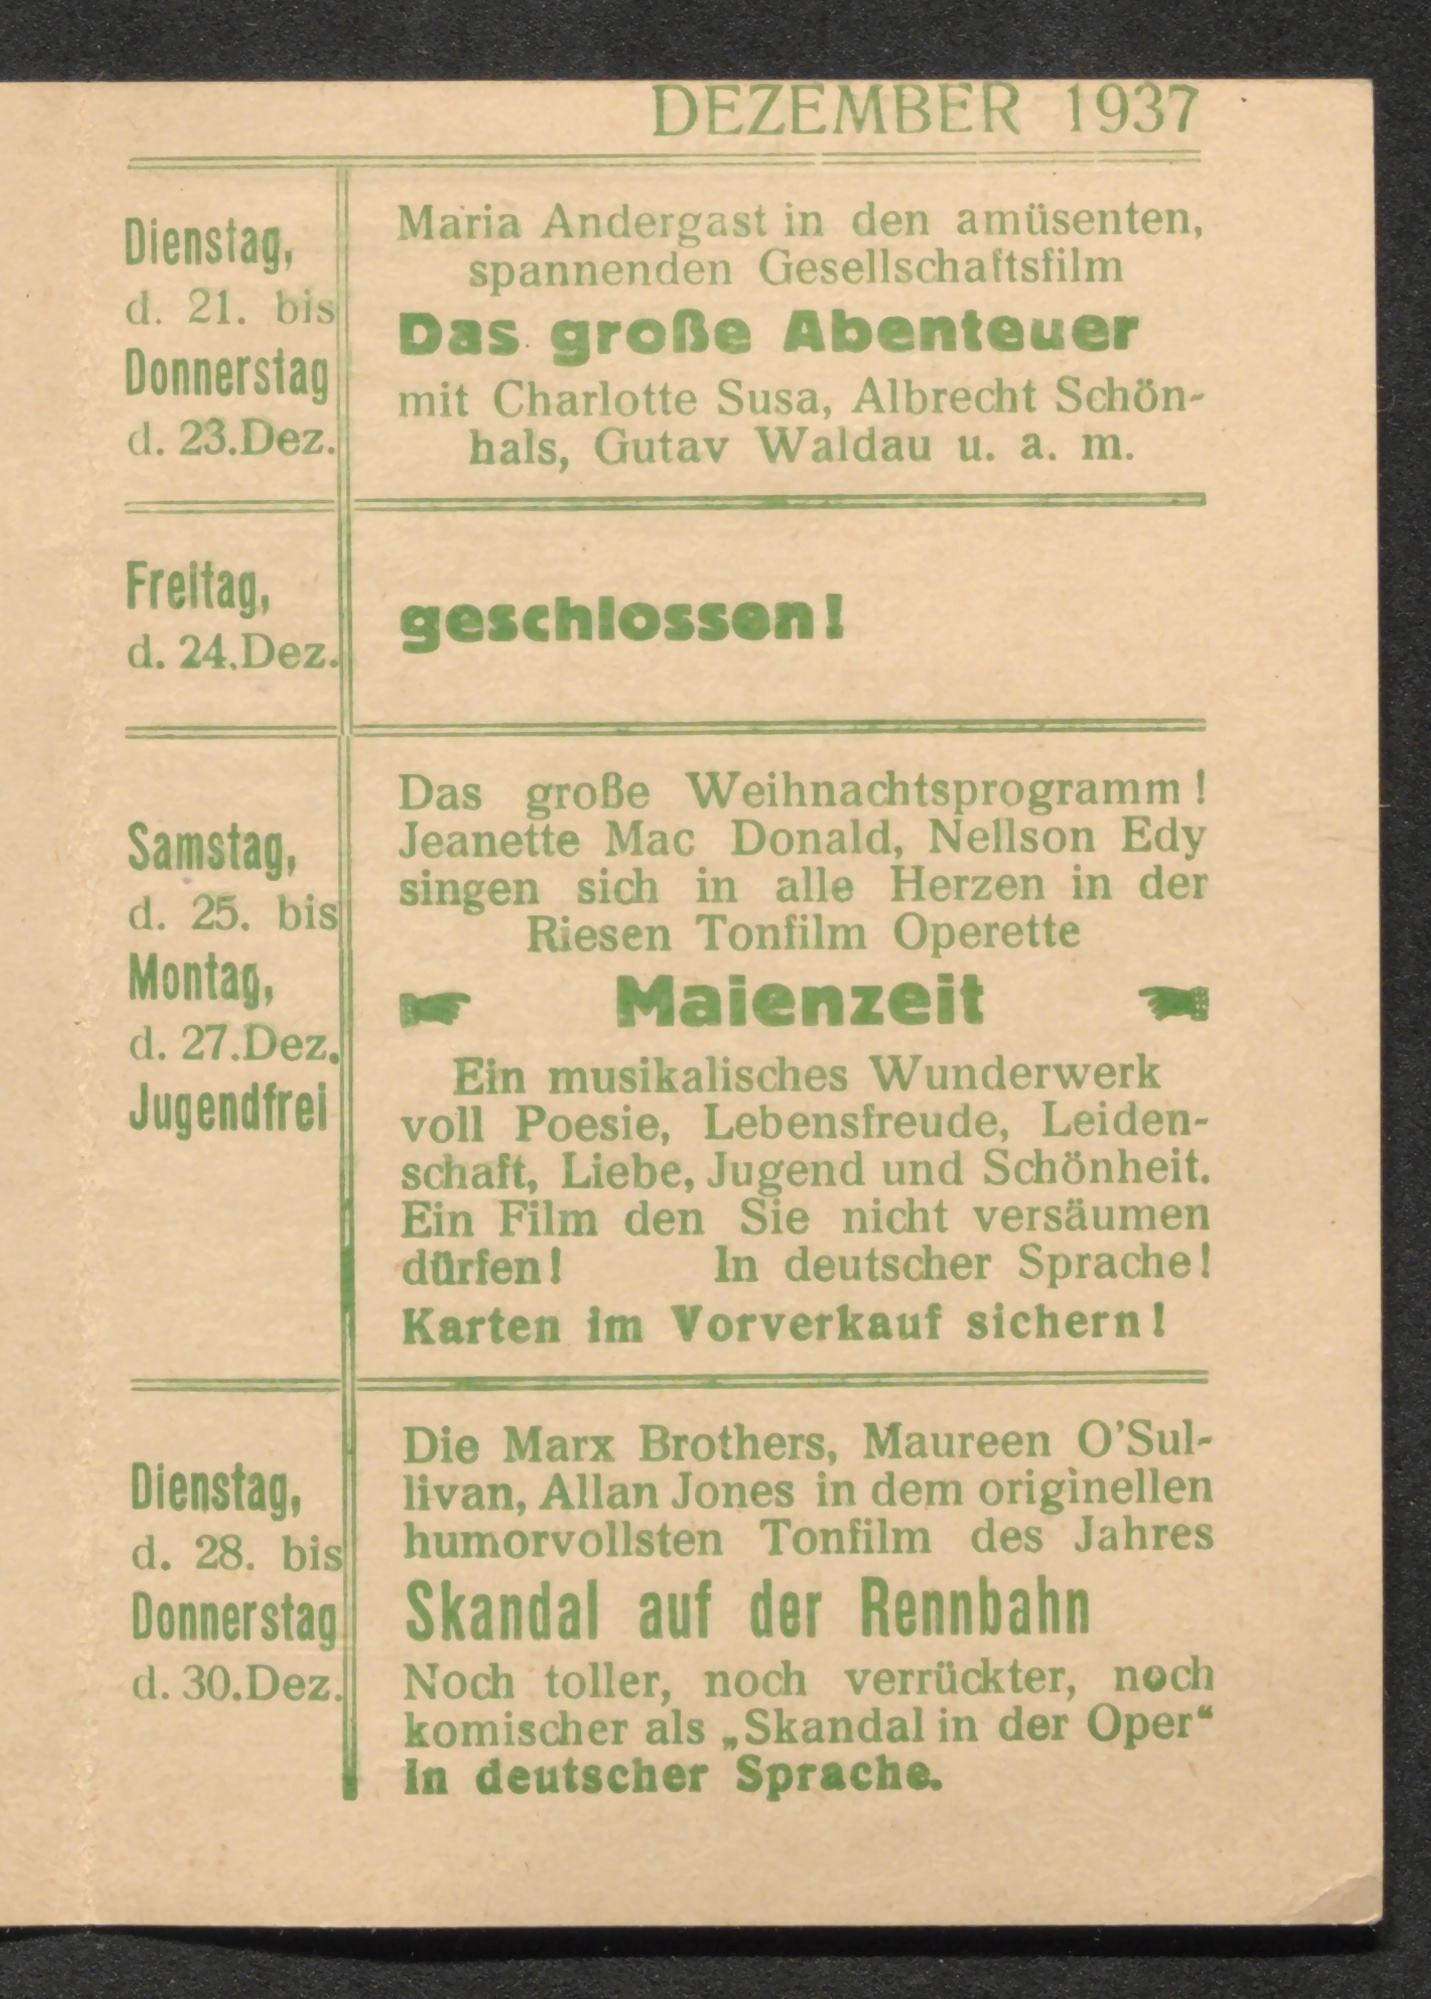 DEZEMBER 1937
Dienstag,
d. 21. bis
Donnerstag
d. 23.Dez.
Maria Andergast in den amüsenten,
spannenden Gesellschaftsfilm
Das große Abenteuer
mit Charlotte Susa, Albrecht Schön-
hals, Gutav Waldau u. a. m.
Freitag,
d. 24.Dez.
geschlossen!
Samstag,
d. 25. bis
Montag,
d. 27.Dez.
Jugendfrei
Das große Weihnachtsprogramm!
Jeanette Mac Donald, Nellson Edy
singen sich in alle Herzen in der
Riesen Tonfilm Operette
Maienzeit
Ein musikalisches Wunderwerk
voll Poesie, Lebensfreude, Leiden-
schaft, Liebe, Jugend und Schönheit.
Ein Film den Sie nicht versäumen
dürfen! In deutscher Sprache!
Karten im Vorverkauf sichern!
Dienstag,
d. 28. bis
Donnerstag
d. 30.Dez.
Die Marx Brothers, Maureen O'Sul-
livan, Allan Jones in dem originellen
humorvollsten Tonfilm des Jahres
Skandal auf der Rennbahn
Noch toller, noch verrückter, noch
komischer als „Skandal in der Oper“
In deutscher Sprache.